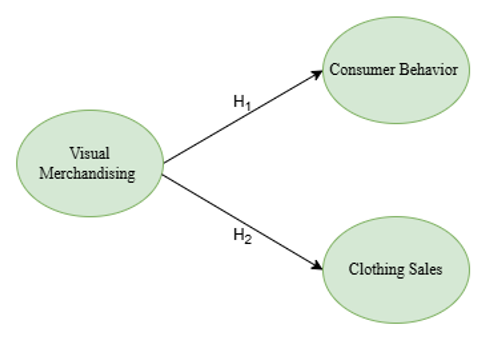 Consumer Behavior
H1
Visual
Merchandising
H2
Clothing Sales